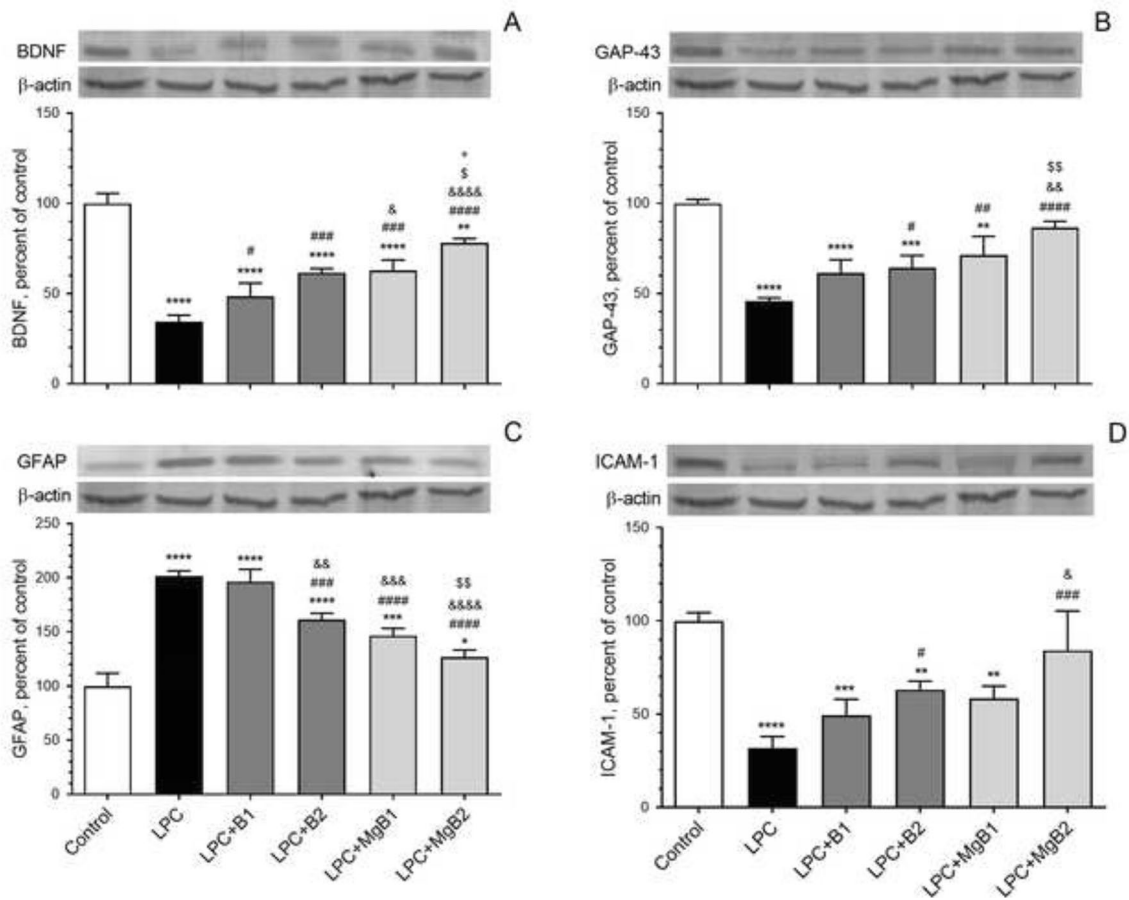 A
BDNF
β-actin
BDNF, percent of control
150
100
50
0
****
#
****
###
****
&
###
****
*
$
&&&&
####
**
B
GAP-43
β-actin
GAP-43, percent of control
150
100
50
0
****
****
#
***
##
**
$$
&&
####
C
GFAP
β-actin
GFAP, percent of control
250
200
150
100
50
0
****
****
&&
###
****
&&&
####
***
$$
&&&&
####
*
Control
LPC
LPC+B1
LPC+B2
LPC+MgB1
LPC+MgB2
D
ICAM-1
β-actin
ICAM-1, percent of control
150
100
50
0
****
***
#
**
**
&
###
Control
LPC
LPC+B1
LPC+B2
LPC+MgB1
LPC+MgB2